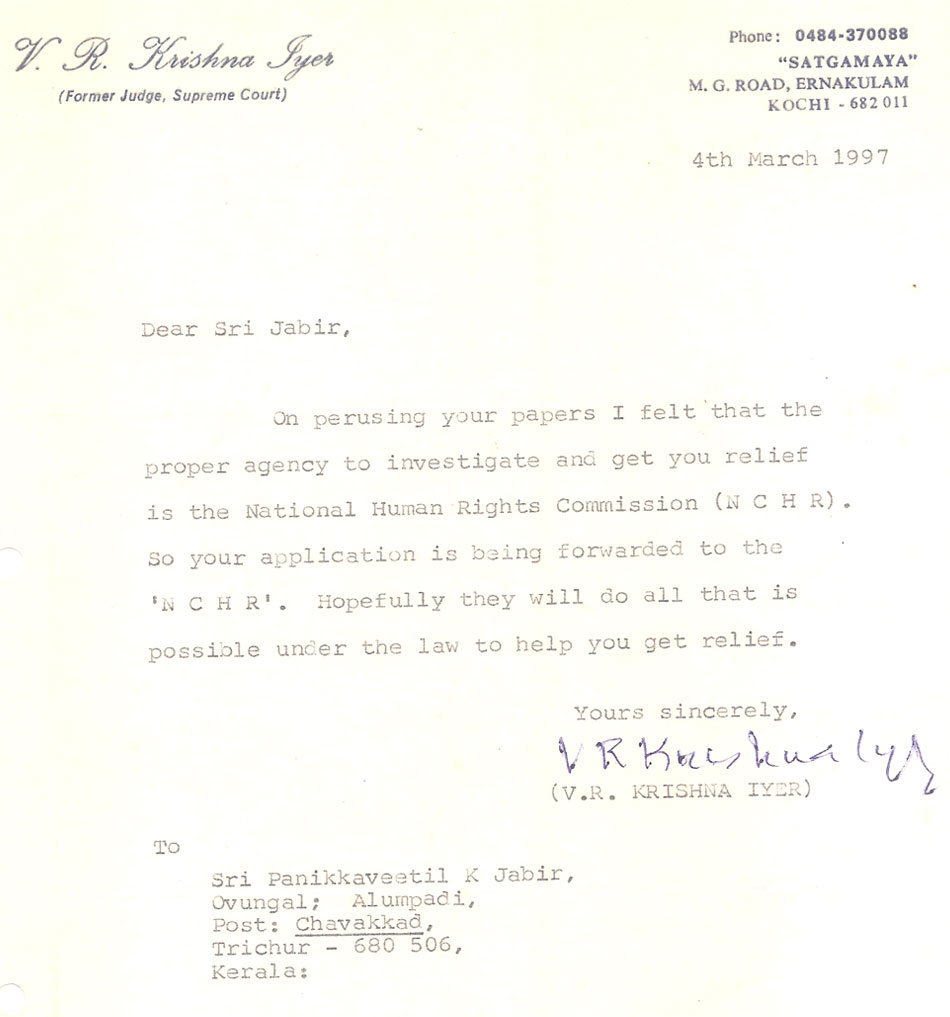 V. R. Krishna Iyer
(Former Judge, Supreme Court)
Phone: 0484-370088
"SATGAMAYA"
M. G. ROAD, ERNAKULAM
KOCHI - 682 011
4th March 1997
Dear Sri Jabir,
On perusing your papers I felt that the
proper agency to investigate and get you relief
is the National Human Rights Commission (N C H R).
So your application is being forwarded to the
'N C H R'. Hopefully they will do all that is
possible under the law to help you get relief.
Yours sincerely,
V R Krishna Iyer
(V.R. KRISHNA IYER)
To
Sri Panikkaveetil K Jabir,
Ovungal; Alumpadi,
Post: Chavakkad,
Trichur - 680 506,
Kerala: